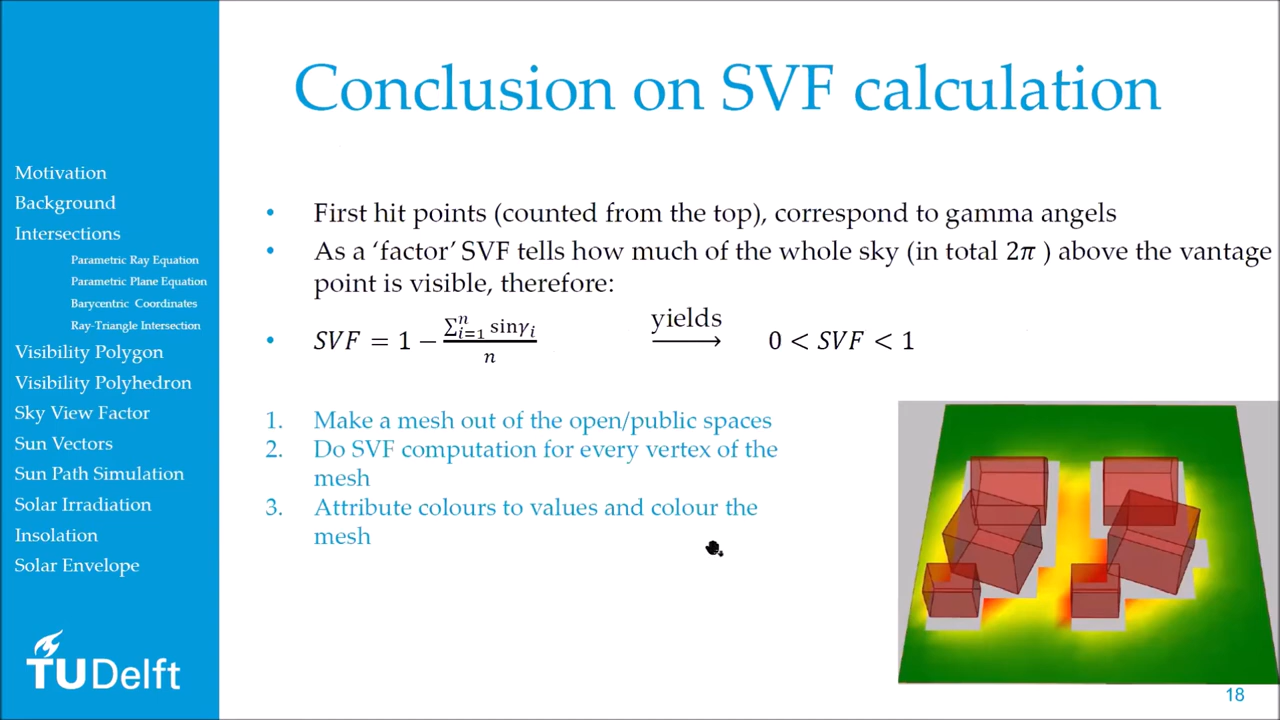 Conclusion on SVF calculation
Motivation
Background
Intersections
Parametric Ray Equation
Parametric Plane Equation
Barycentric Coordinates
Ray-Triangle Intersection
Visibility Polygon
Visibility Polyhedron
Sky View Factor
Sun Vectors
Sun Path Simulation
Solar Irradiation
Insolation
Solar Envelope
TUDelft
• First hit points (counted from the top), correspond to gamma angels
• As a ‘factor’ SVF tells how much of the whole sky (in total 2π ) above the vantage
point is visible, therefore:
• SVF = 1 − (∑ⁿᵢ₌₁ sinγᵢ)/n yields → 0 < SVF < 1
1. Make a mesh out of the open/public spaces
2. Do SVF computation for every vertex of the
mesh
3. Attribute colours to values and colour the
mesh
18